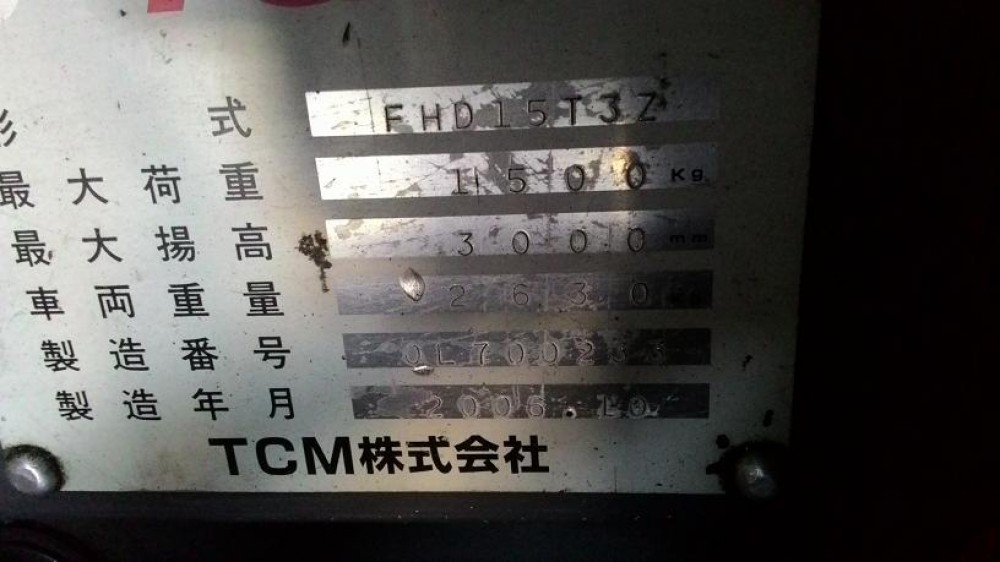 形式 FHD15T3Z
最大荷重 1500 Kg
最大揚高 3000 mm
車両重量 2630
製造番号 0L700233
製造年月 2006.10
TCM株式会社